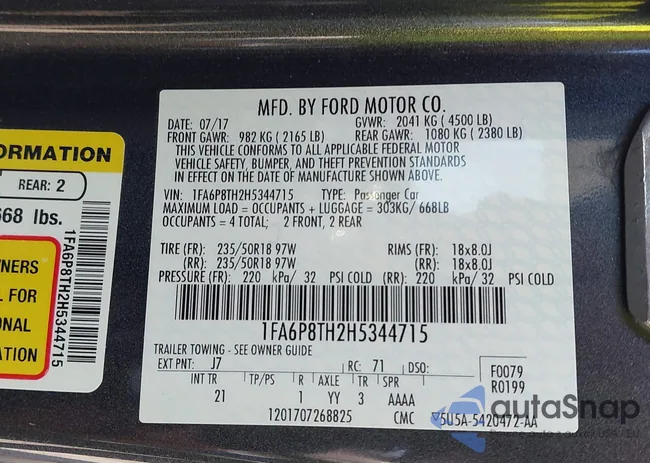 MFD. BY FORD MOTOR CO.
DATE: 07/17 GVWR: 2041 KG ( 4500 LB)
FRONT GAWR: 982 KG ( 2165 LB) REAR GAWR: 1080 KG ( 2380 LB)
THIS VEHICLE CONFORMS TO ALL APPLICABLE FEDERAL MOTOR
VEHICLE SAFETY, BUMPER, AND THEFT PREVENTION STANDARDS
IN EFFECT ON THE DATE OF MANUFACTURE SHOWN ABOVE.
VIN: 1FA6P8TH2H5344715 TYPE: Passenger Car
MAXIMUM LOAD = OCCUPANTS + LUGGAGE = 303KG/ 668LB
OCCUPANTS = 4 TOTAL; 2 FRONT, 2 REAR
TIRE (FR): 235/50R18 97W RIMS (FR): 18x8.0J
(RR): 235/50R18 97W (RR): 18x8.0J
PRESSURE (FR): 220 kPa/ 32 PSI COLD (RR): 220 kPa/ 32 PSI COLD
1FA6P8TH2H5344715
TRAILER TOWING - SEE OWNER GUIDE
EXT PNT: J7 RC: 71 DSO: F0079
R0199
INT TR TP/PS R AXLE TR SPR
21 1 YY 3 AAAA
1201707268825 CMC 5U5A-5420472-AA
ORMATION
REAR: 2
668 lbs.
WNERS
L FOR
ONAL
ATION
1FA6P8TH2H5344715
autoSnap